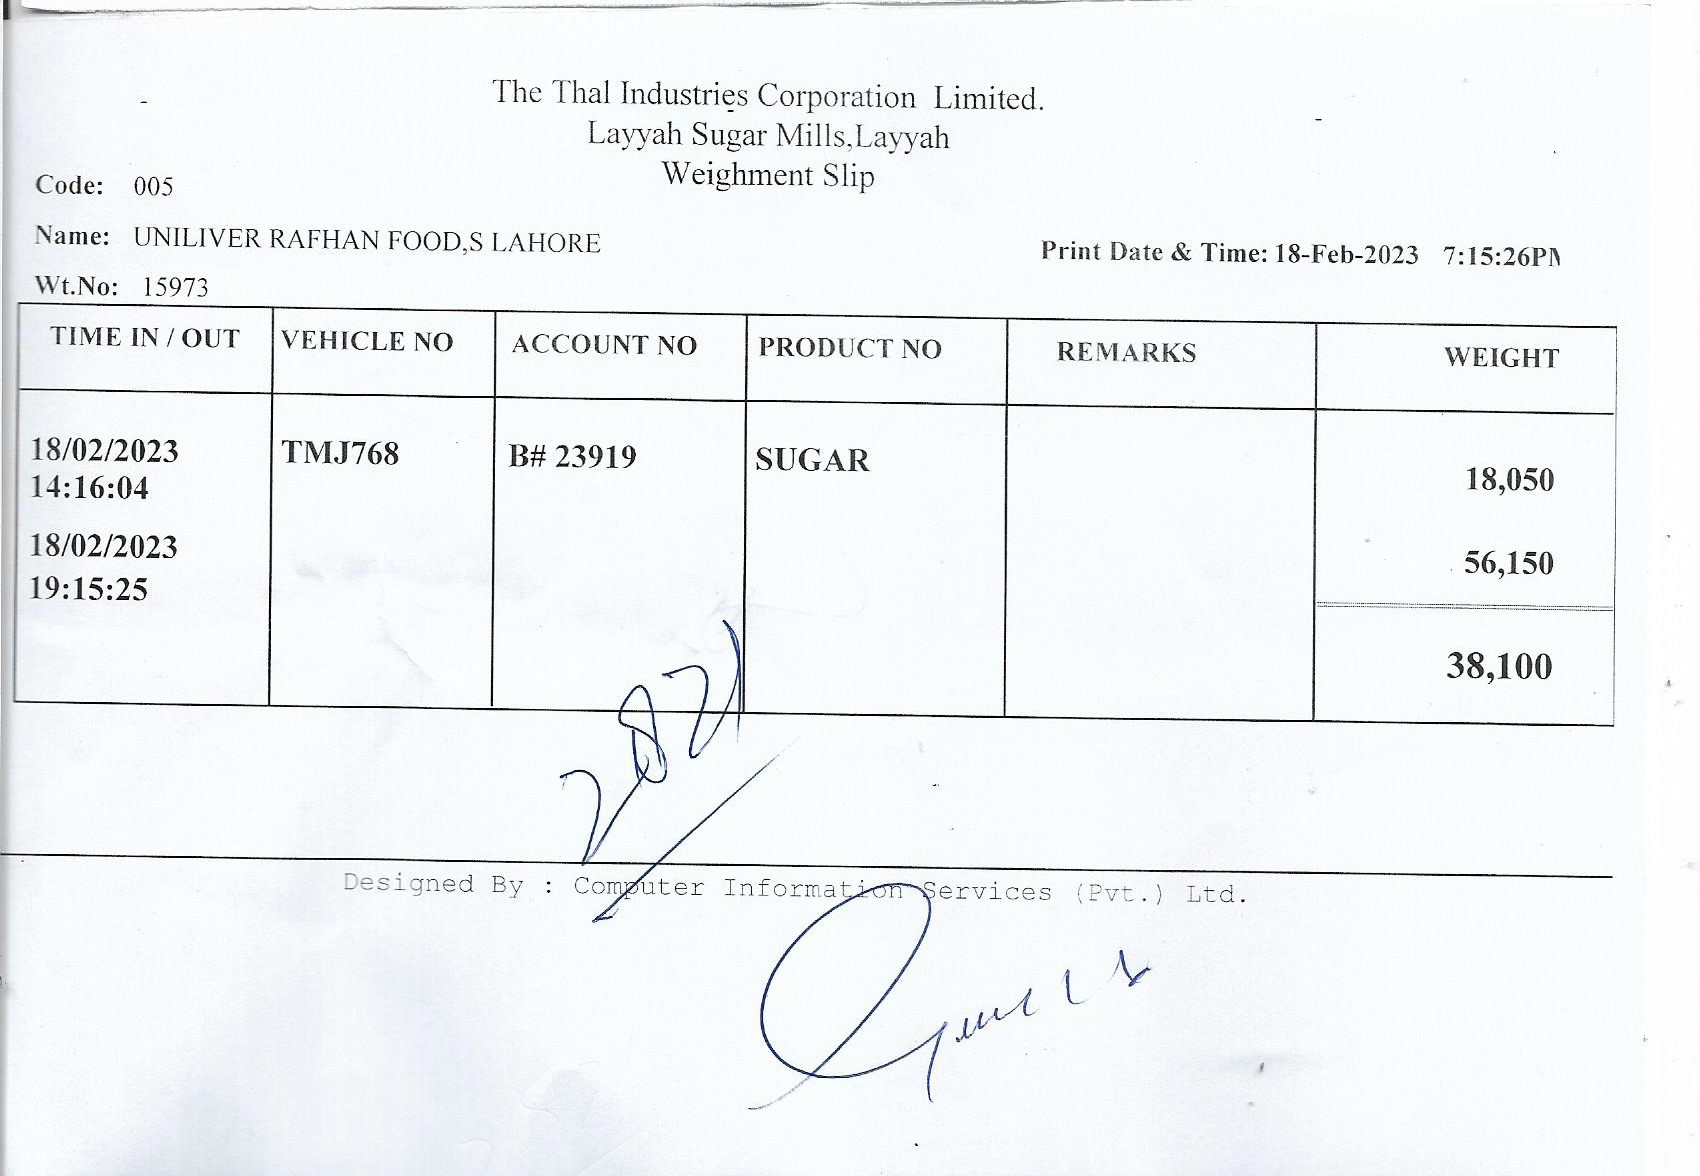 The Thal Industries Corporation Limited.
Layyah Sugar Mills,Layyah
Weighment Slip
Code: 005
Name: UNILIVER RAFHAN FOOD,S LAHORE
Print Date & Time: 18-Feb-2023 7:15:26PM
Wt.No: 15973
TIME IN / OUT VEHICLE NO ACCOUNT NO PRODUCT NO REMARKS WEIGHT
18/02/2023 TMJ768 B# 23919 SUGAR
14:16:04 18,050
18/02/2023
19:15:25 56,150
38,100
2871
Designed By : Computer Information Services (Pvt.) Ltd.